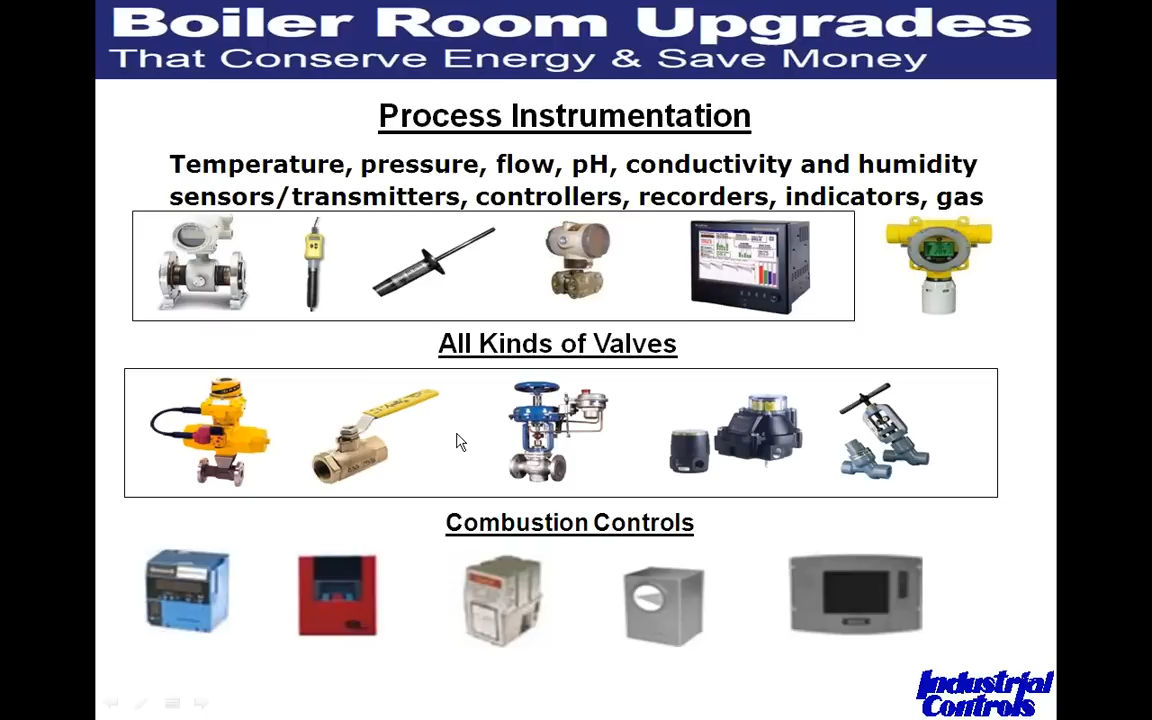 Boiler Room Upgrades
That Conserve Energy & Save Money
Process Instrumentation
Temperature, pressure, flow, pH, conductivity and humidity
sensors/transmitters, controllers, recorders, indicators, gas
All Kinds of Valves
Combustion Controls
Industrial
Controls